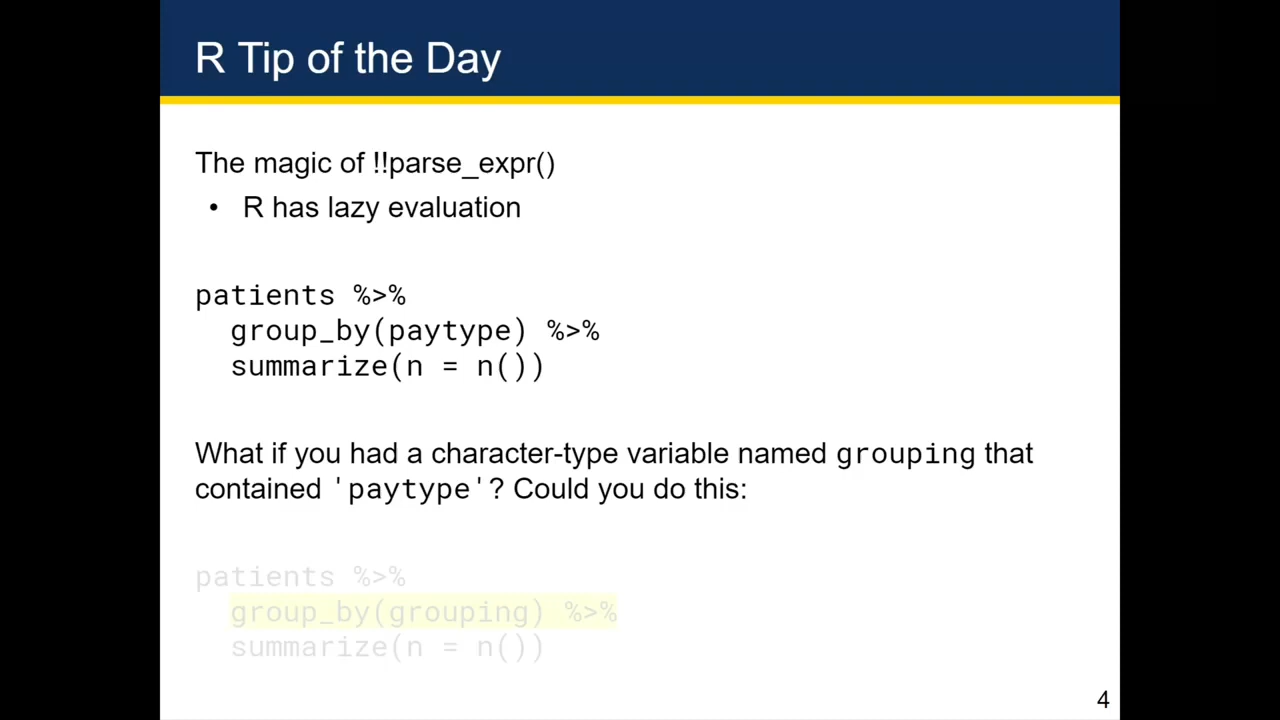 R Tip of the Day
The magic of !!parse_expr()
• R has lazy evaluation
patients %>%
group_by(paytype) %>%
summarize(n = n())
What if you had a character-type variable named grouping that
contained 'paytype'? Could you do this:
patients %>%
group_by(grouping) %>%
summarize(n = n())
4